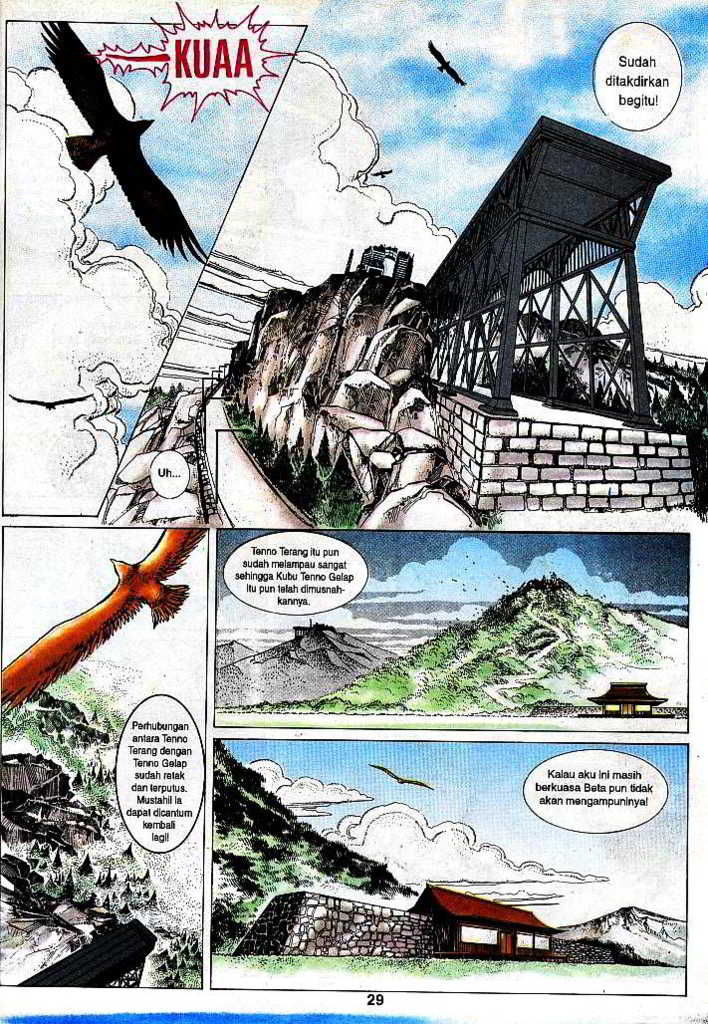 KUAA
Sudah
ditakdirkan
begitu!
Uh...
Tenno Terang itu pun
sudah melampau sangat
sehingga Kubu Tenno Gelap
itu pun telah dimusnah-
kannya.
Perhubungan
antara Tenno
Terang dengan
Tenno Gelap
sudah retak
dan terputus.
Mustahil ia
dapat dicantum
kembali
lagi!
Kalau aku ini masih
berkuasa Beta pun tidak
akan mengampuninya!
29